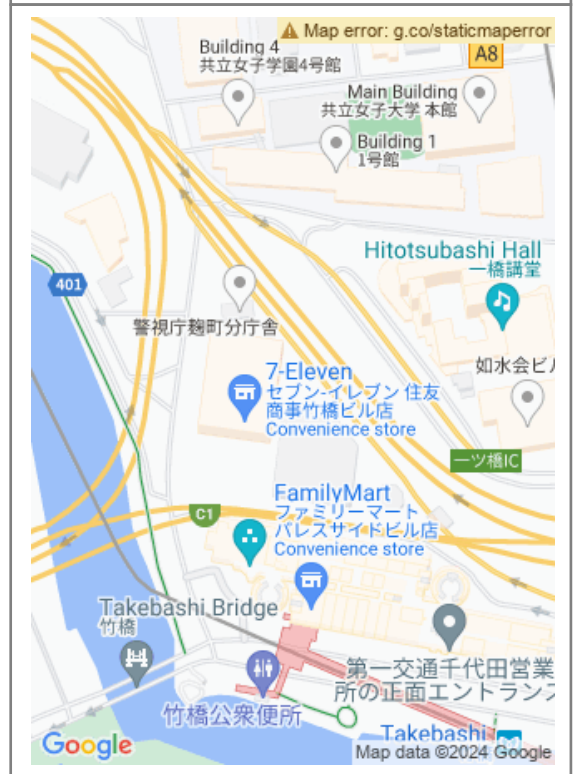 Map error: g.co/staticmaperror
Building 4
共立女子学園4号館
A8
Main Building
共立女子大学 本館
Building 1
1号館
Hitotsubashi Hall
一橋講堂
401
警視庁麹町分庁舎
如水会ビ
7-Eleven
セブン-イレブン 住友
商事竹橋ビル店
Convenience store
一ツ橋IC
C1
FamilyMart
ファミリーマート
パレスサイドビル店
Convenience store
Takebashi Bridge
竹橋
第一交通千代田営業
所の正面エントランス
竹橋公衆便所
Takebashi
Google
Map data ©2024 Google